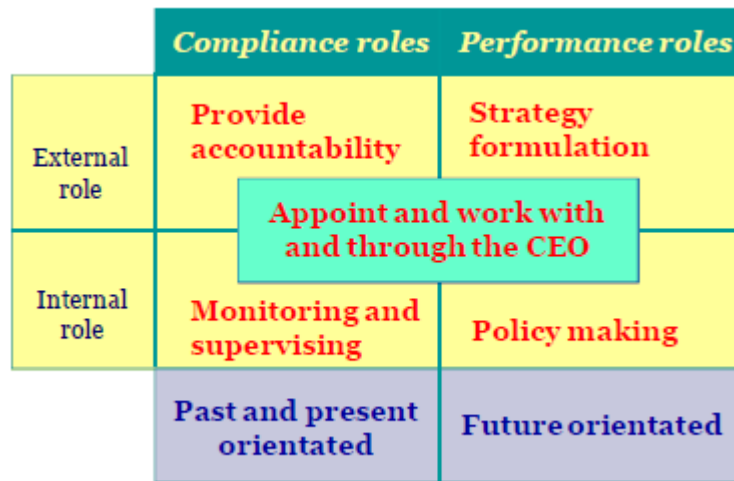 Compliance roles
Performance roles
External
role
Provide
accountability
Strategy
formulation
Appoint and work with
and through the CEO
Internal
role
Monitoring and
supervising
Policy making
Past and present
orientated
Future orientated